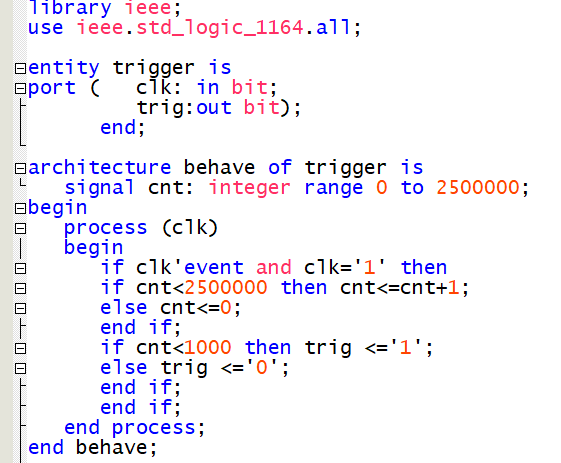 library ieee;
use ieee.std_logic_1164.all;
entity trigger is
port (   clk: in bit;
            trig:out bit);
        end;
architecture behave of trigger is
    signal cnt: integer range 0 to 2500000;
begin
    process (clk)
    begin
        if clk'event and clk='1' then
        if cnt<2500000 then cnt<=cnt+1;
        else cnt<=0;
        end if;
        if cnt<1000 then trig <='1';
        else trig <='0';
        end if;
        end if;
    end process;
end behave;